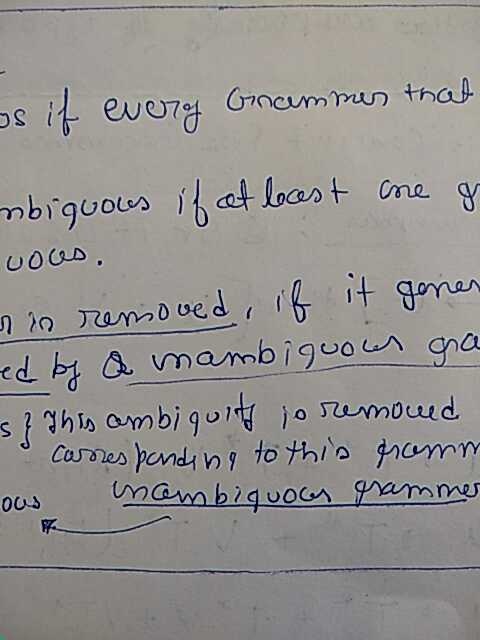 os if every Grammer that
mbiguous if at least one g
uous.
n is removed, if it gener
ed by a unambiguous gra
s } This ambiguity is removed
corresponding to this gramm
ous unambiguous grammer